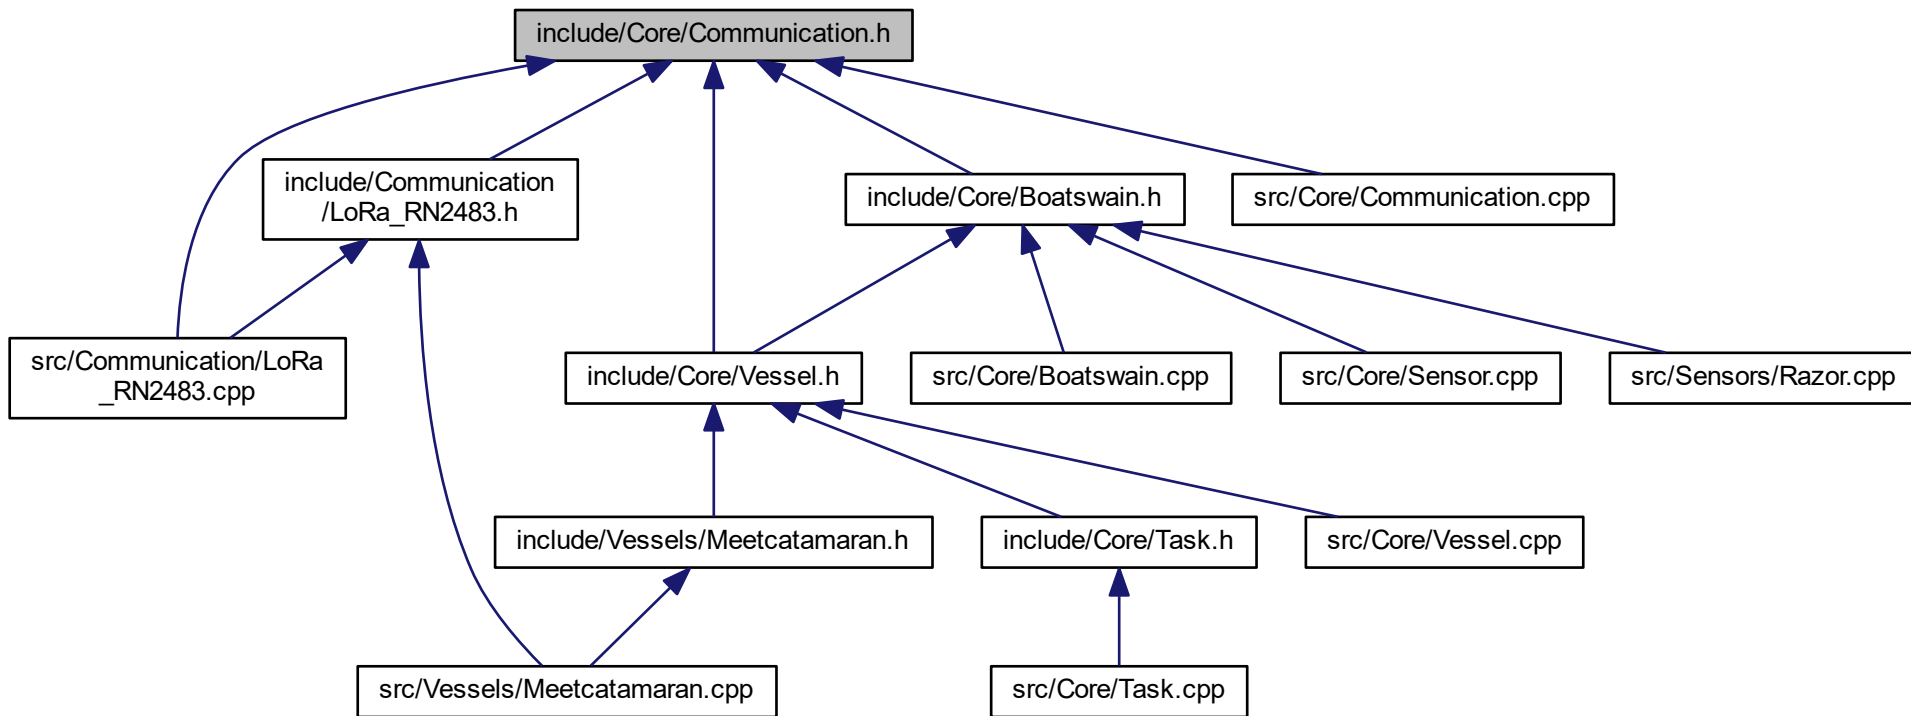 include/Core/Communication.h
include/Communication
/LoRa_RN2483.h
include/Core/Boatswain.h
src/Core/Communication.cpp
src/Communication/LoRa
_RN2483.cpp
include/Core/Vessel.h
src/Core/Boatswain.cpp
src/Core/Sensor.cpp
src/Sensors/Razor.cpp
include/Vessels/Meetcatamaran.h
include/Core/Task.h
src/Core/Vessel.cpp
src/Vessels/Meetcatamaran.cpp
src/Core/Task.cpp